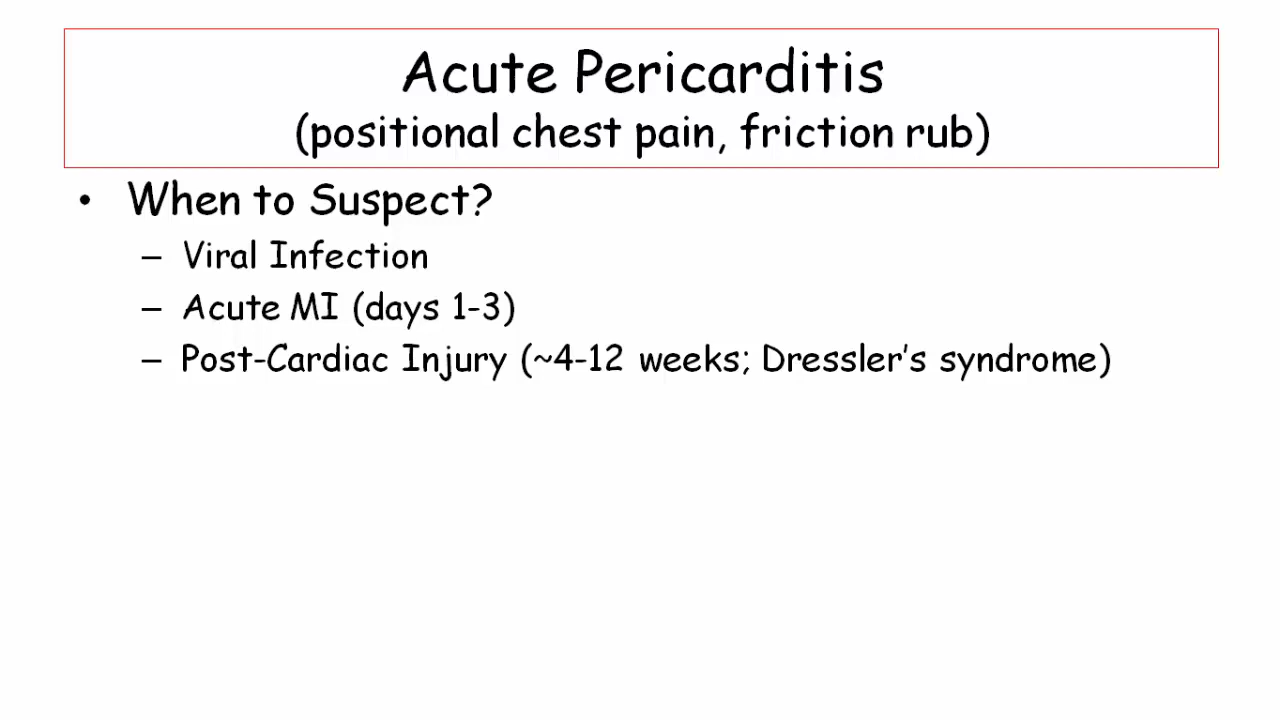 Acute Pericarditis
(positional chest pain, friction rub)
• When to Suspect?
– Viral Infection
– Acute MI (days 1-3)
– Post-Cardiac Injury (~4-12 weeks; Dressler's syndrome)